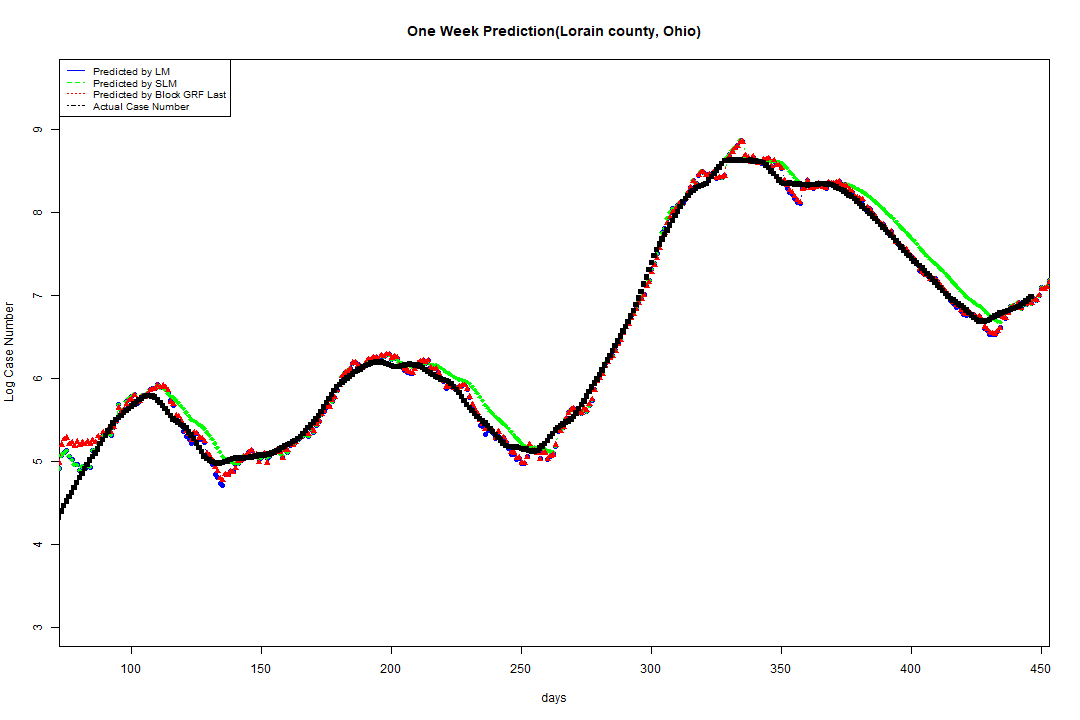 One Week Prediction(Lorain county, Ohio)
Predicted by LM
Predicted by SLM
Predicted by Block GRF Last
Actual Case Number
9
8
7
6
5
4
3
Log Case Number
100 150 200 250 300 350 400 450
days